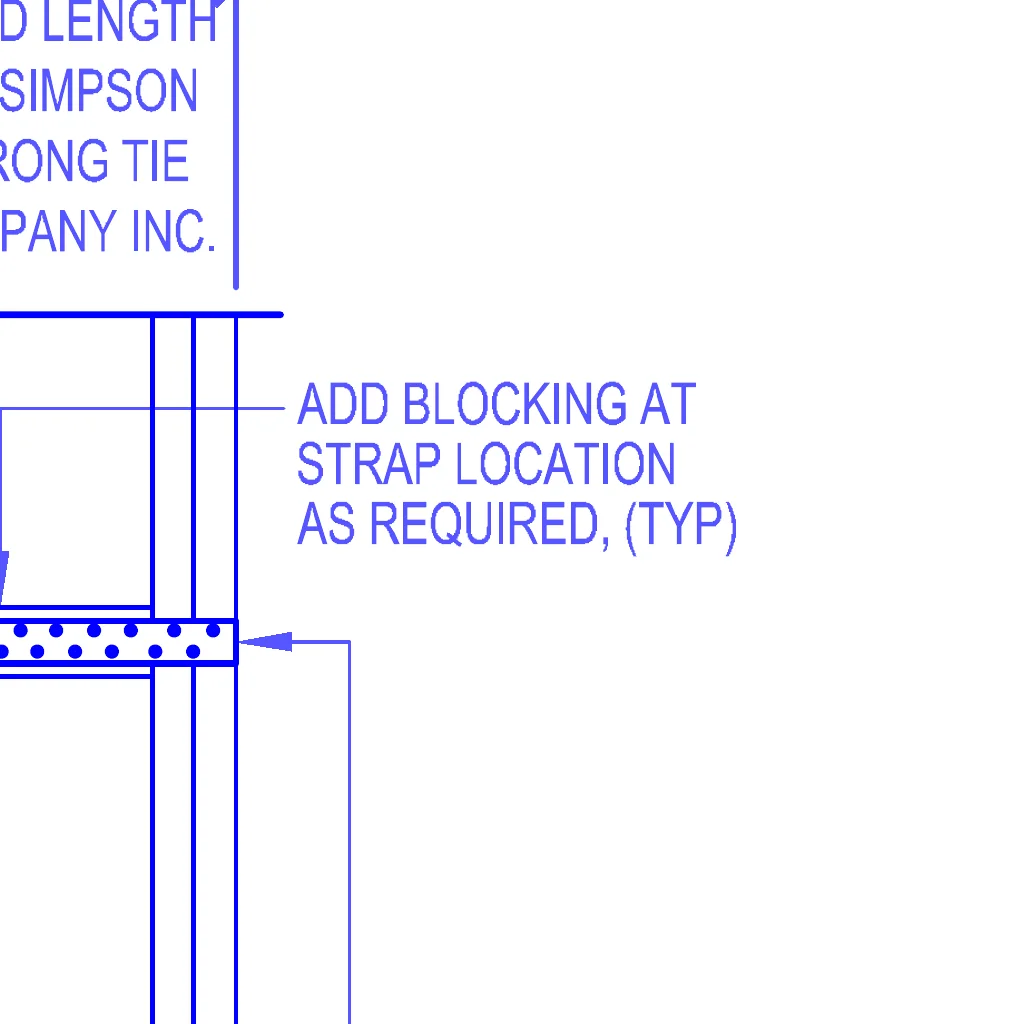 D LENGTH
SIMPSON
RONG TIE
PANY INC.
ADD BLOCKING AT
STRAP LOCATION
AS REQUIRED, (TYP)